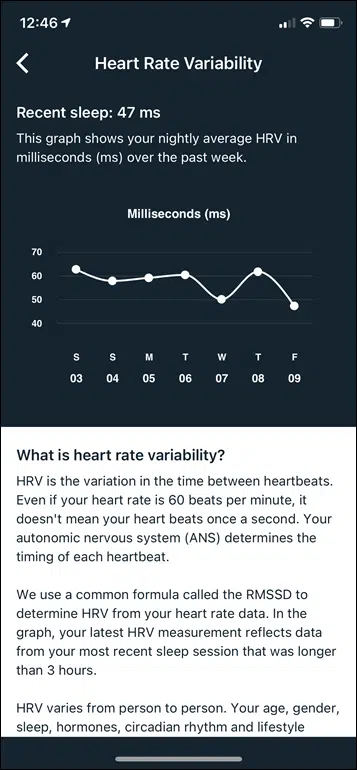 12:46
Heart Rate Variability
Recent sleep: 47 ms
This graph shows your nightly average HRV in
milliseconds (ms) over the past week.
Milliseconds (ms)
70
60
50
40
S S M T W T F
03 04 05 06 07 08 09
What is heart rate variability?
HRV is the variation in the time between heartbeats.
Even if your heart rate is 60 beats per minute, it
doesn't mean your heart beats once a second. Your
autonomic nervous system (ANS) determines the
timing of each heartbeat.
We use a common formula called the RMSSD to
determine HRV from your heart rate data. In the
graph, your latest HRV measurement reflects data
from your most recent sleep session that was longer
than 3 hours.
HRV varies from person to person. Your age, gender,
sleep, hormones, circadian rhythm and lifestyle